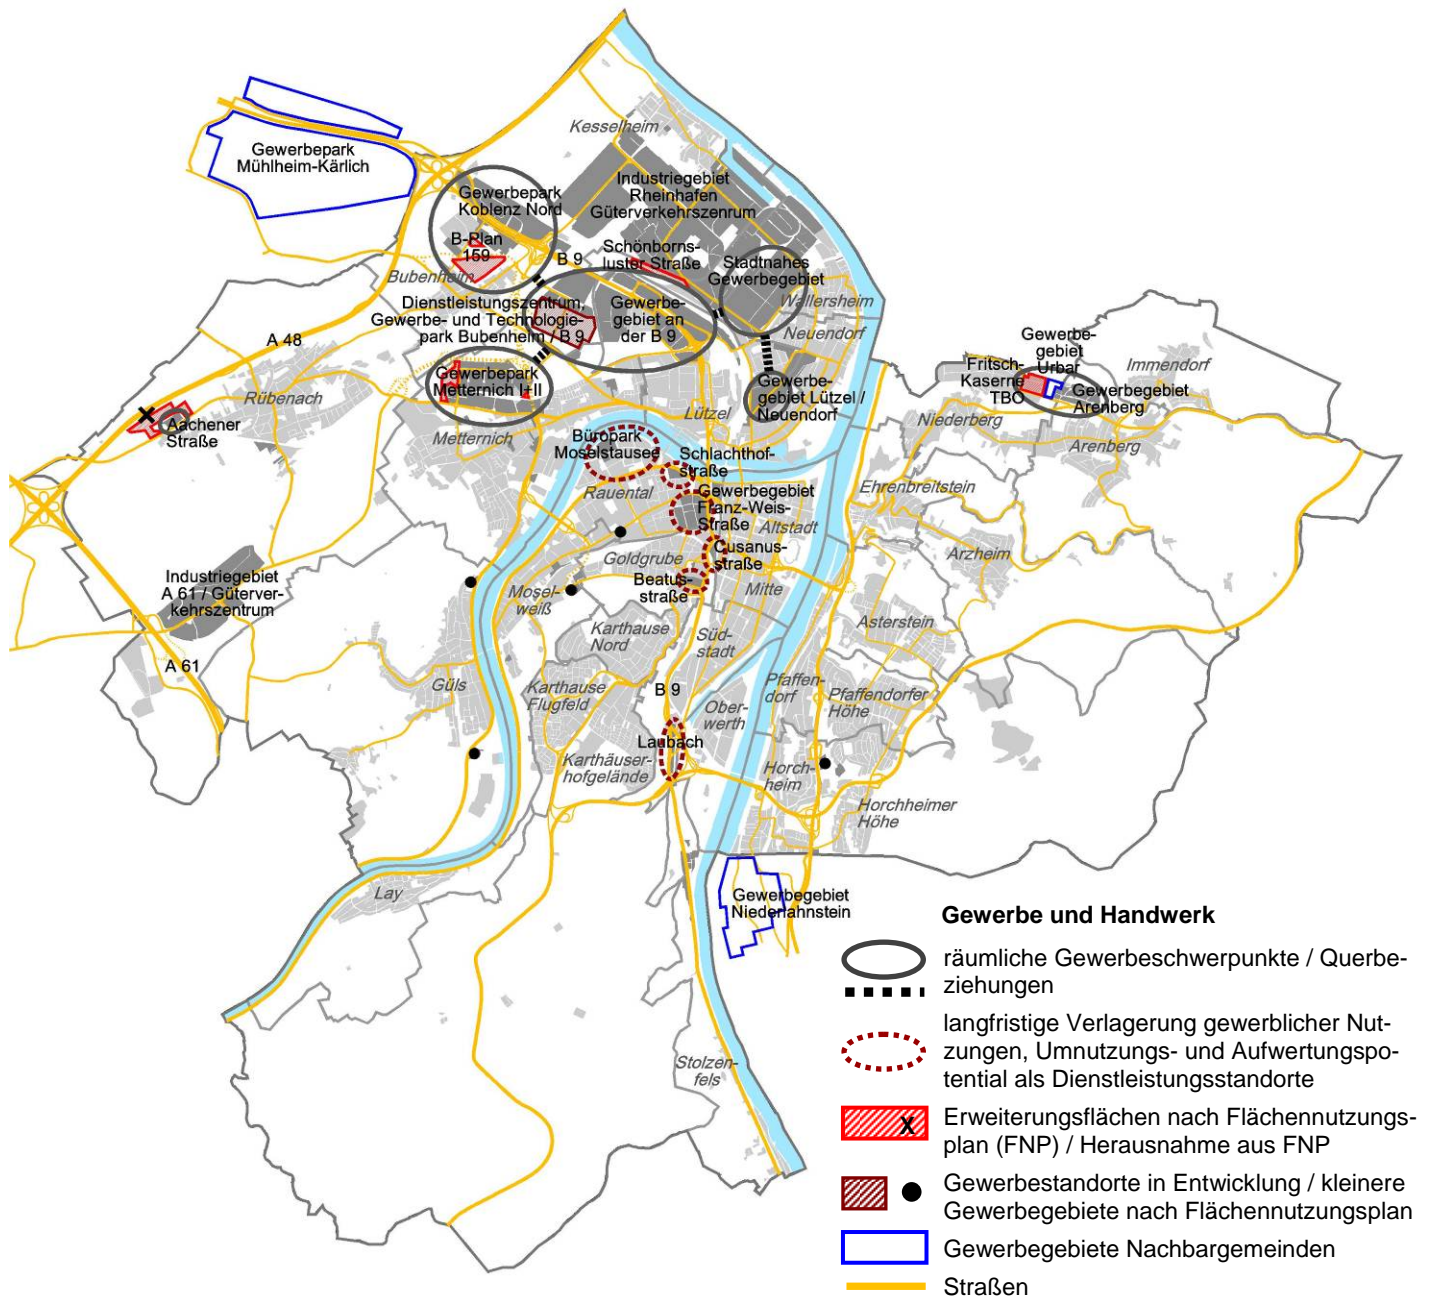 Kesselheim
Gewerbepark
Mühlheim-Kärlich
Gewerbepark
Koblenz Nord
Industriegebiet
Rheinhafen
Güterverkehrszenrum
B-Plan
159
B 9
Schönborns-
luster Straße
Stadtnahes
Gewerbegebiet
Bubenheim
Wallersheim
Dienstleistungszentrum,
Gewerbe- und Technologie-
park Bubenheim / B 9
Gewerbe-
gebiet an
der B 9
Neuendorf
A 48
Gewerbepark
Metternich I+II
Gewerbe-
gebiet Lützel /
Neuendorf
Gewerbe-
gebiet
Urbar
Immendorf
Fritsch-
Kaserne
TBO
Gewerbegebiet
Arenberg
Rübenach
Aachener
Straße
Lützel
Niederberg
Arenberg
Metternich
Büropark
Moselstausee
Schlachthof-
straße
Rauental
Gewerbegebiet
Franz-Weis-
Straße
Altstadt
Ehrenbreitstein
Goldgrube
Cusanus-
straße
Arzheim
Industriegebiet
A 61 / Güterver-
kehrszentrum
Mosel-
weiß
Beatus-
straße
Mitte
Karthause
Nord
Süd-
stadt
Asterstein
A 61
Güls
Karthause
Flugfeld
B 9
Ober-
werth
Pfaffen-
dorf
Pfaffendorfer
Höhe
Laubach
Karthäuser-
hofgelände
Horch-
heim
Horchheimer
Höhe
Lay
Gewerbegebiet
Niederlahnstein
Stolzen-
fels
Gewerbe und Handwerk
räumliche Gewerbeschwerpunkte / Querbe-
ziehungen
langfristige Verlagerung gewerblicher Nut-
zungen, Umnutzungs- und Aufwertungspo-
tential als Dienstleistungsstandorte
X
Erweiterungsflächen nach Flächennutzungs-
plan (FNP) / Herausnahme aus FNP
Gewerbestandorte in Entwicklung / kleinere
Gewerbegebiete nach Flächennutzungsplan
Gewerbegebiete Nachbargemeinden
Straßen